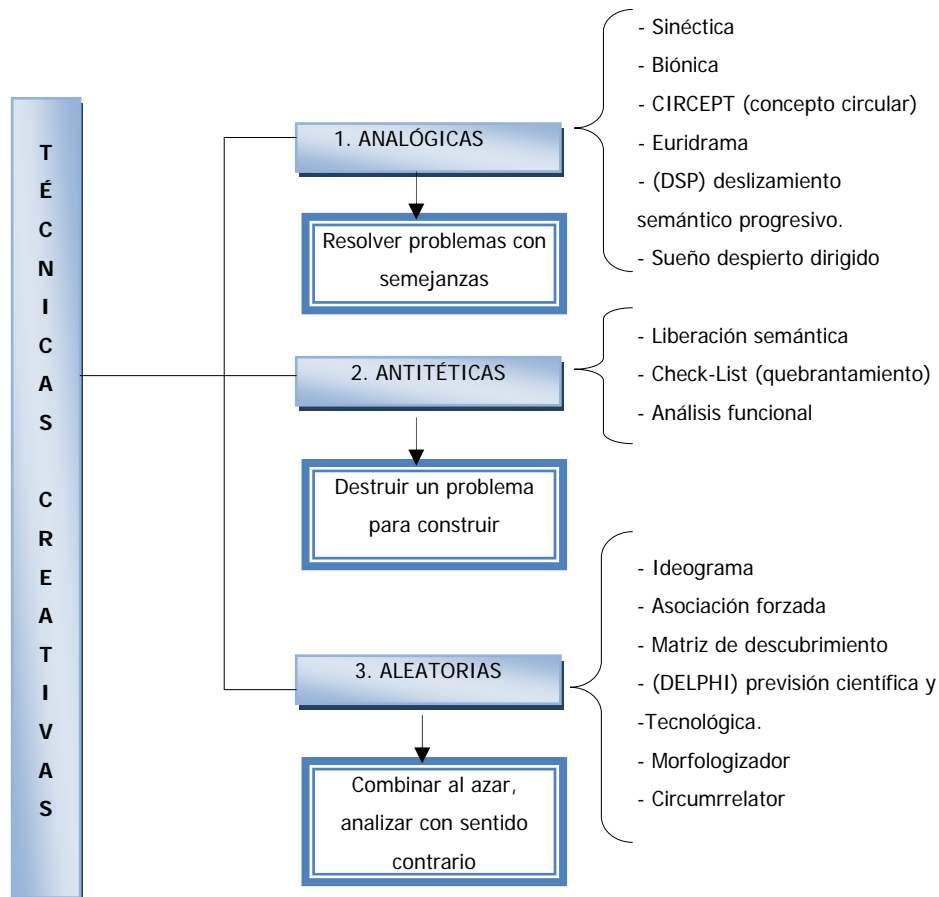 TÉCNICAS CREATIVAS
1. ANALÓGICAS
Resolver problemas con
semejanzas
- Sinéctica
- Biónica
- CIRCEPT (concepto circular)
- Euridrama
- (DSP) deslizamiento
semántico progresivo.
- Sueño despierto dirigido
2. ANTITÉTICAS
Destruir un problema
para construir
- Liberación semántica
- Check-List (quebrantamiento)
- Análisis funcional
3. ALEATORIAS
Combinar al azar,
analizar con sentido
contrario
- Ideograma
- Asociación forzada
- Matriz de descubrimiento
- (DELPHI) previsión científica y
-Tecnológica.
- Morfologizador
- Circumrrelator